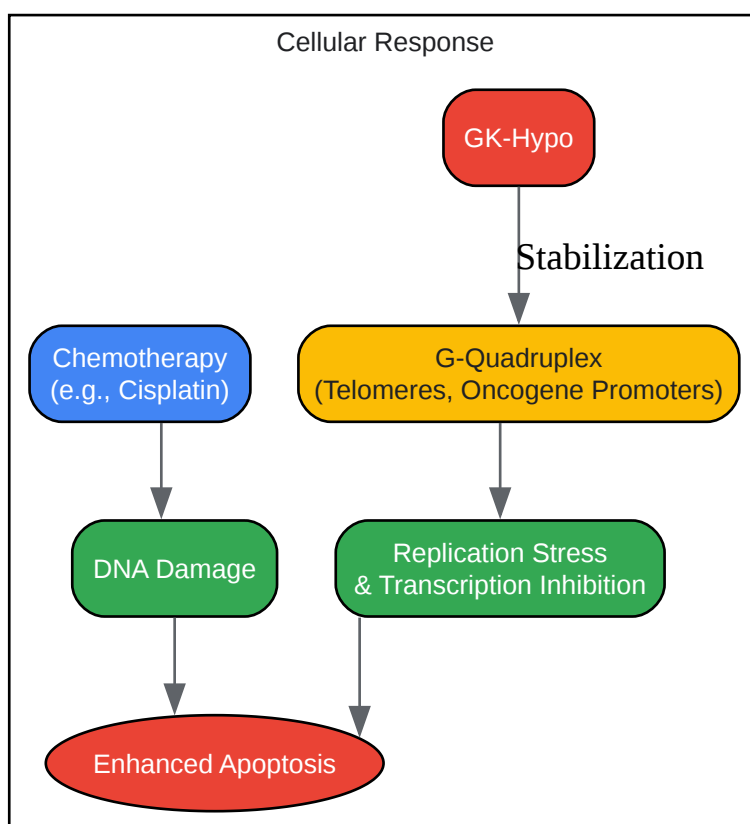 Cellular Response
GK-Hypo
Stabilization
Chemotherapy
(e.g., Cisplatin)
G-Quadruplex
(Telomeres, Oncogene Promoters)
DNA Damage
Replication Stress
& Transcription Inhibition
Enhanced Apoptosis